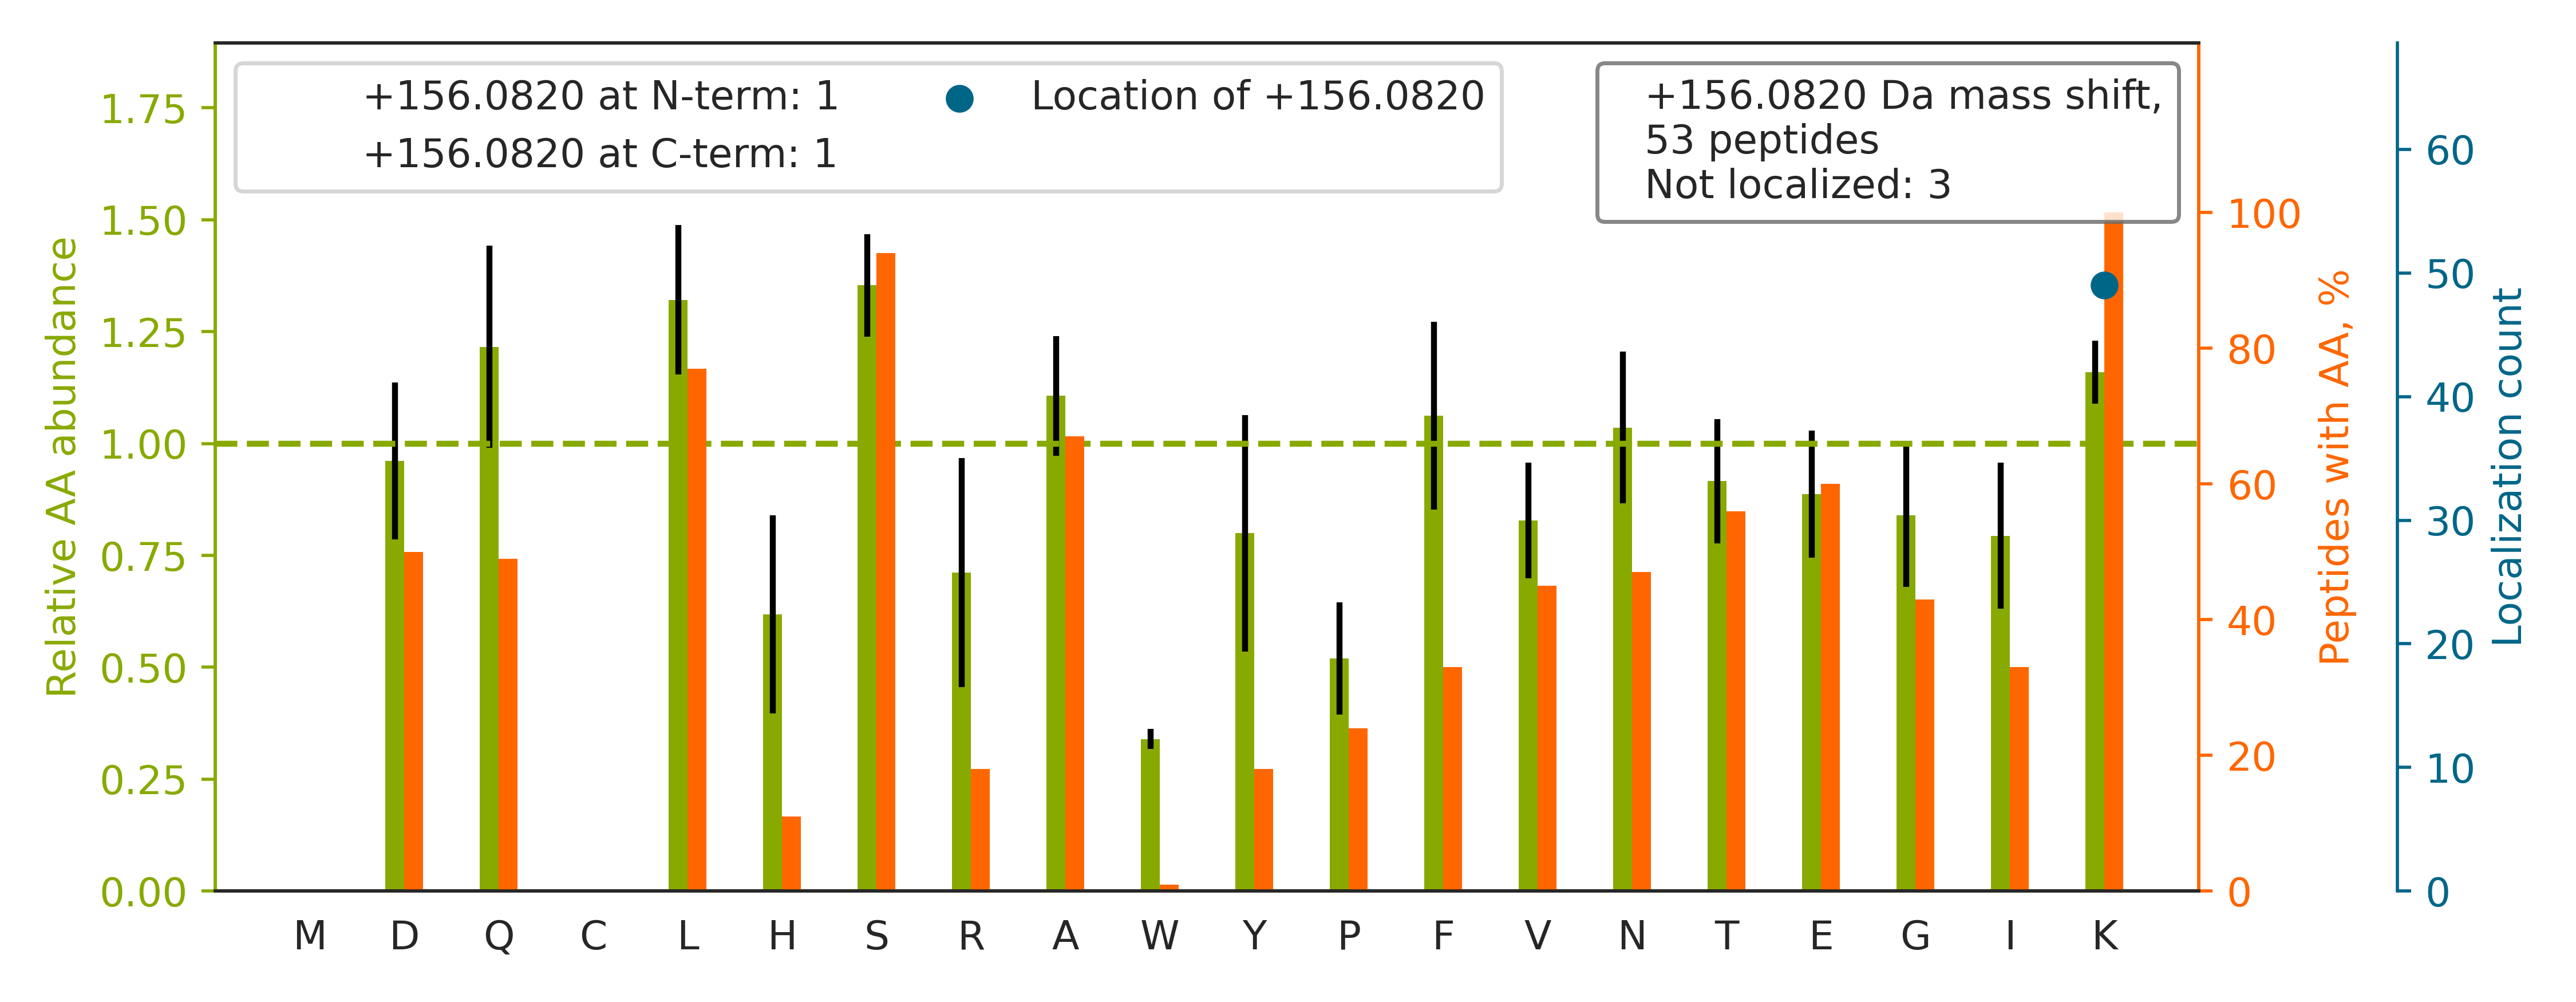 +156.0820 at N-term: 1
+156.0820 at C-term: 1
Location of +156.0820
+156.0820 Da mass shift,
53 peptides
Not localized: 3
Relative AA abundance
1.75
1.50
1.25
1.00
0.75
0.50
0.25
0.00
M D Q C L H S R A W Y P F V N T E G I K
100
80
60
40
20
0
Peptides with AA, %
60
50
40
30
20
10
0
Localization count